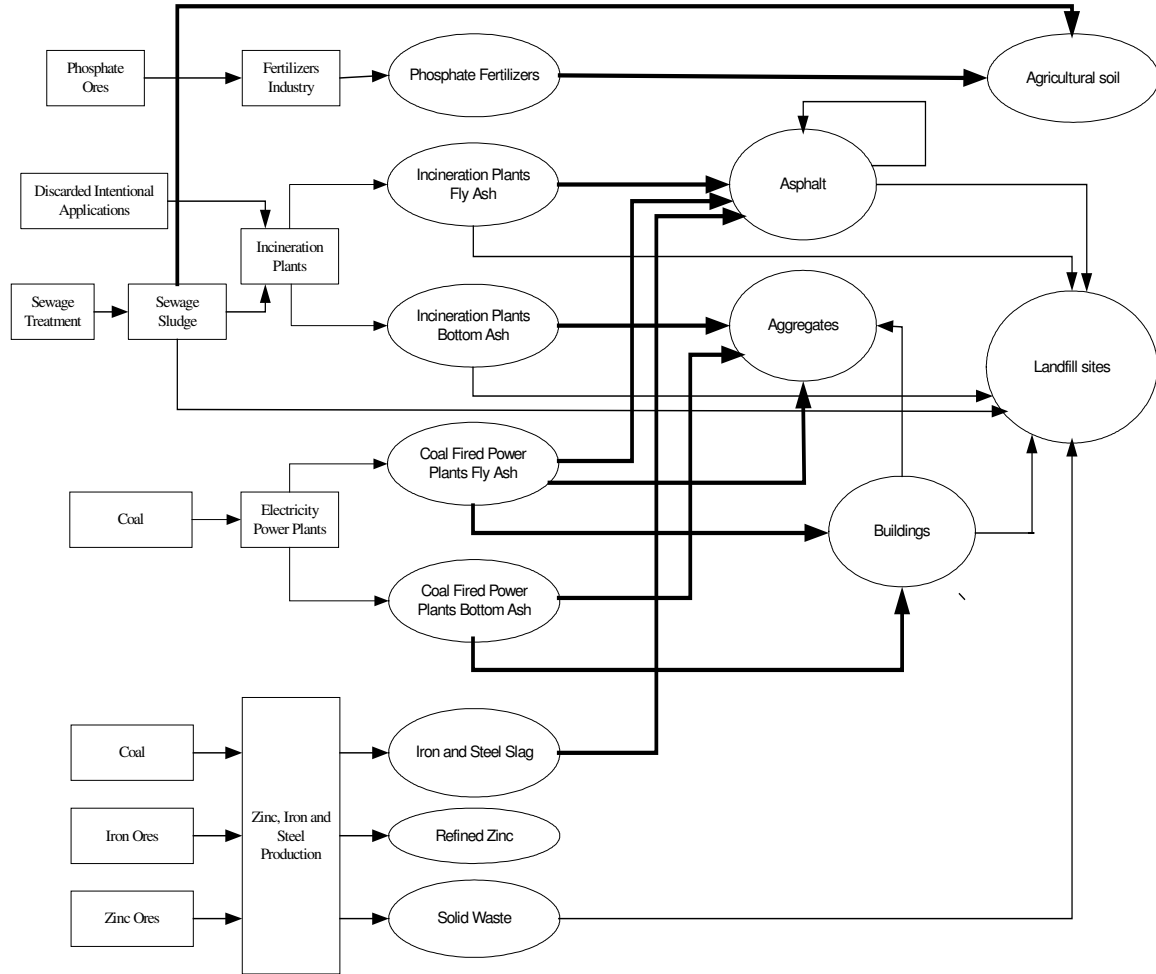 Phosphate
Ores
Fertilizers
Industry
Phosphate Fertilizers
Agricultural soil
Discarded Intentional
Applications
Incineration Plants
Fly Ash
Asphalt
Incineration
Plants
Sewage
Treatment
Sewage
Sludge
Incineration Plants
Bottom Ash
Aggregates
Landfill sites
Coal Fired Power
Plants Fly Ash
Coal
Electricity
Power Plants
Buildings
Coal Fired Power
Plants Bottom Ash
Coal
Iron and Steel Slag
Iron Ores
Zinc, Iron and
Steel
Production
Refined Zinc
Zinc Ores
Solid Waste